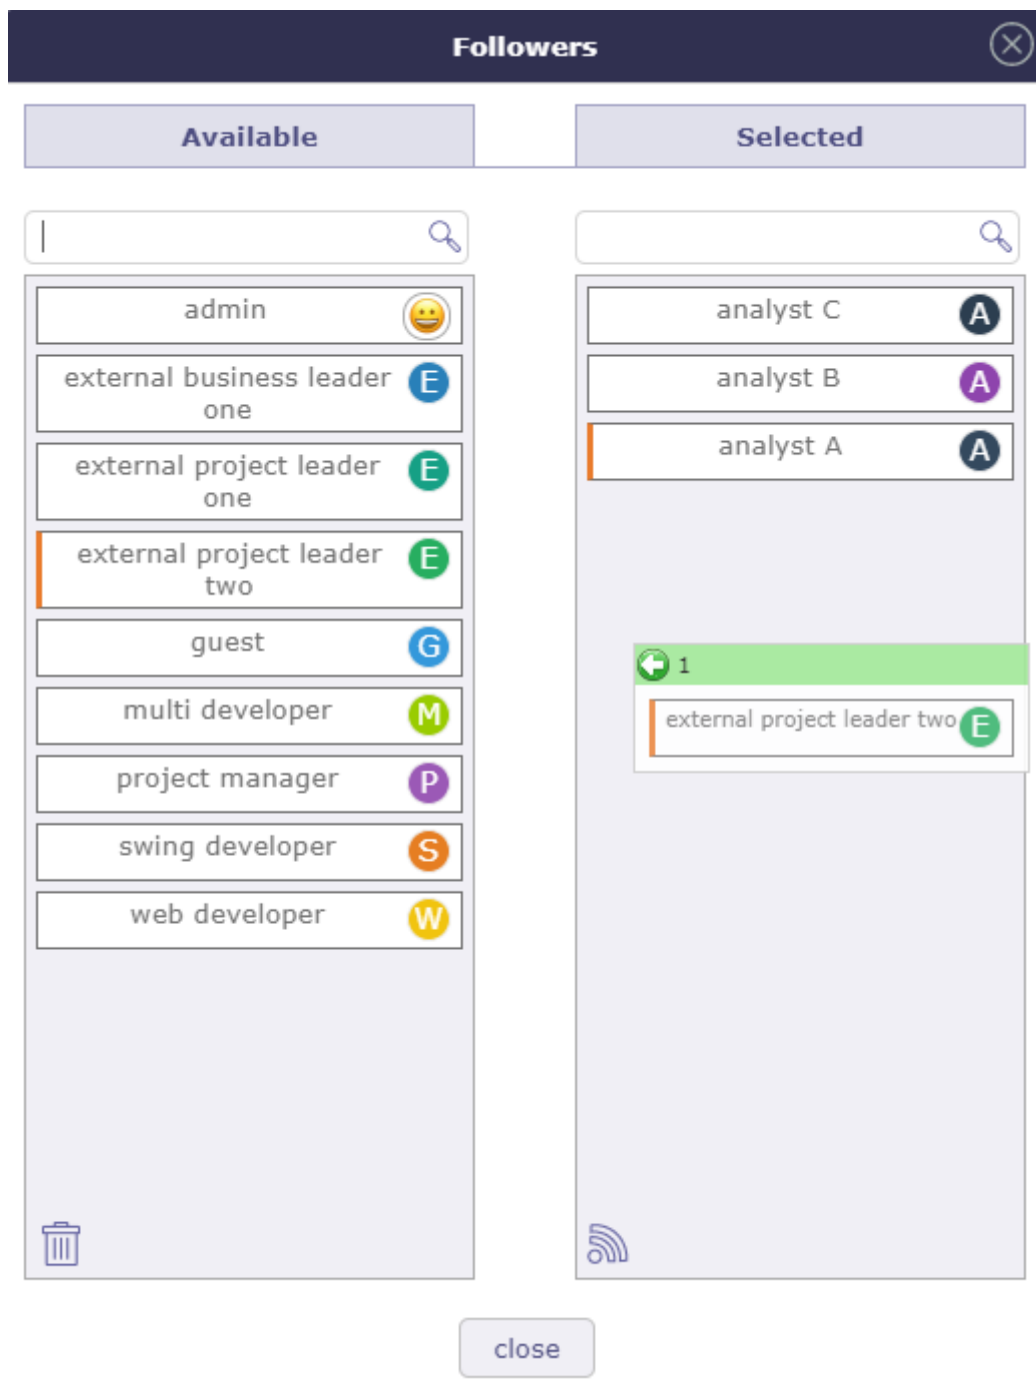 Followers
Available
Selected
admin
external business leader
one
E
external project leader
one
E
external project leader
two
E
guest
G
multi developer
M
project manager
P
swing developer
S
web developer
W
analyst C
A
analyst B
A
analyst A
A
1
external project leader two
E
close